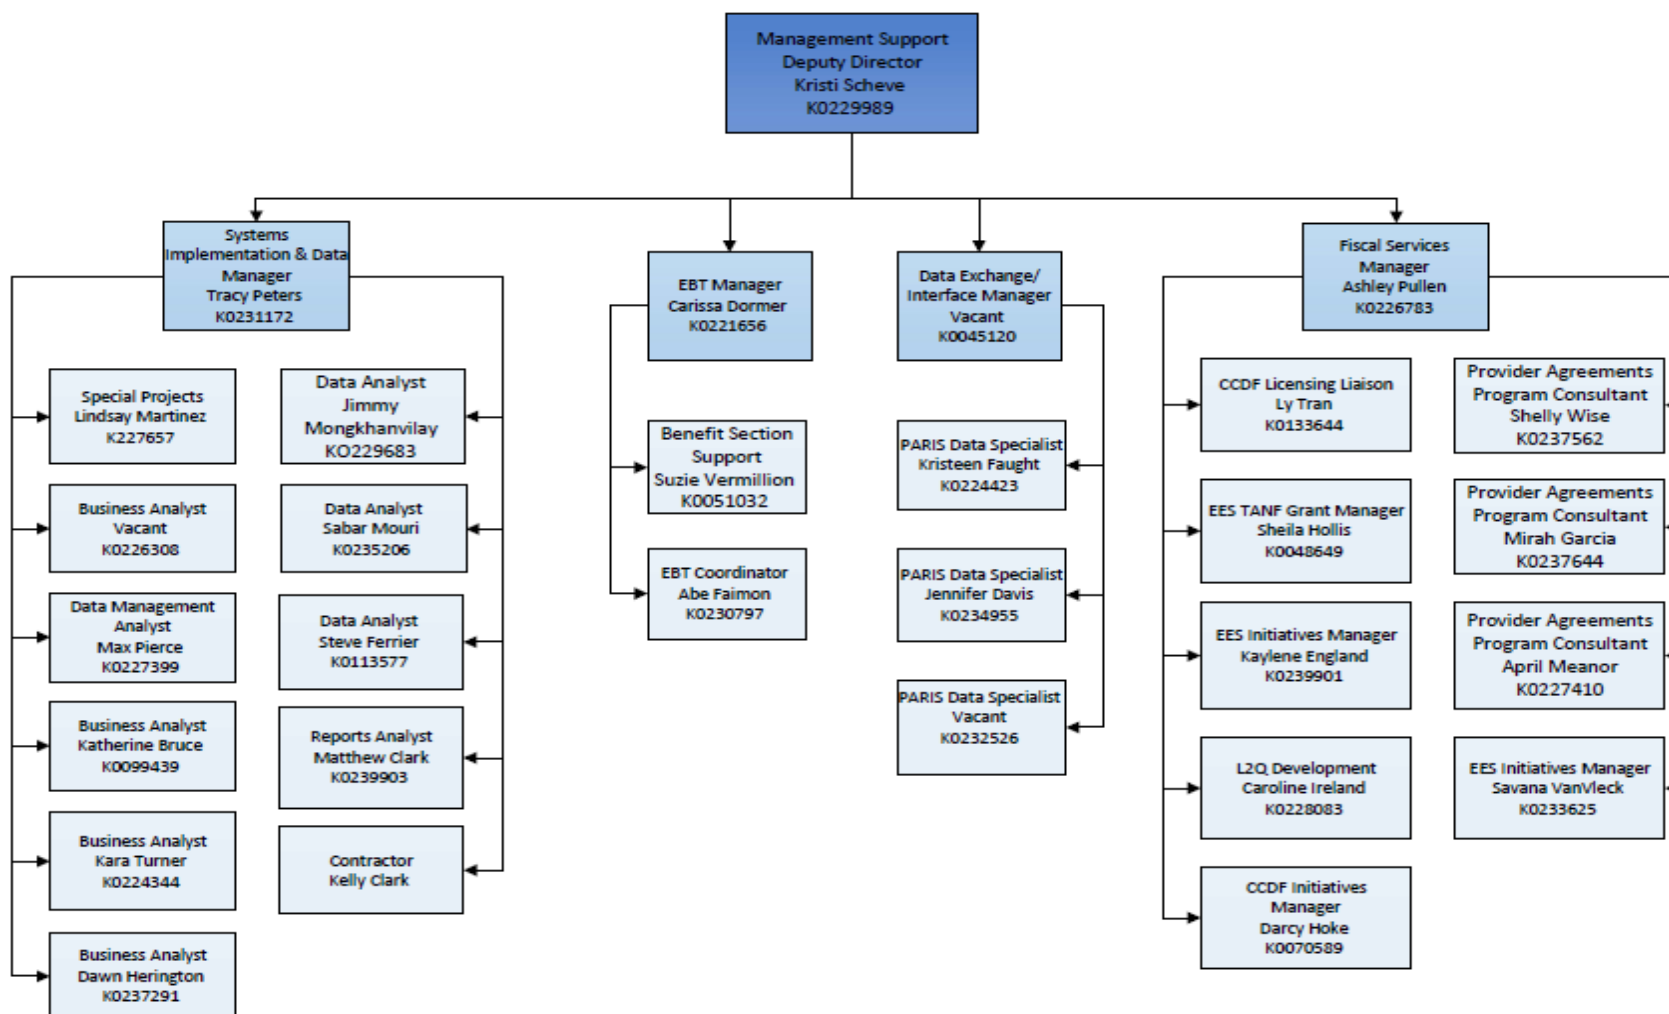 Management Support
Deputy Director
Kristi Scheve
K0229989
Systems
Implementation & Data
Manager
Tracy Peters
K0231172
EBT Manager
Carissa Dormer
K0221656
Data Exchange/
Interface Manager
Vacant
K0045120
Fiscal Services
Manager
Ashley Pullen
K0226783
Special Projects
Lindsay Martinez
K227657
Business Analyst
Vacant
K0226308
Data Management
Analyst
Max Pierce
K0227399
Business Analyst
Katherine Bruce
K0099439
Business Analyst
Kara Turner
K0224344
Business Analyst
Dawn Herington
K0237291
Data Analyst
Jimmy
Mongkhanvilay
KO229683
Data Analyst
Sabar Mouri
K0235206
Data Analyst
Steve Ferrier
K0113577
Reports Analyst
Matthew Clark
K0239903
Contractor
Kelly Clark
Benefit Section
Support
Suzie Vermillion
K0051032
EBT Coordinator
Abe Faimon
K0230797
PARIS Data Specialist
Kristeen Faught
K0224423
PARIS Data Specialist
Jennifer Davis
K0234955
PARIS Data Specialist
Vacant
K0232526
CCDF Licensing Liaison
Ly Tran
K0133644
EES TANF Grant Manager
Sheila Hollis
K0048649
EES Initiatives Manager
Kaylene England
K0239901
L2Q Development
Caroline Ireland
K0228083
CCDF Initiatives
Manager
Darcy Hoke
K0070589
Provider Agreements
Program Consultant
Shelly Wise
K0237562
Provider Agreements
Program Consultant
Mirah Garcia
K0237644
Provider Agreements
Program Consultant
April Meanor
K0227410
EES Initiatives Manager
Savana VanVleck
K0233625